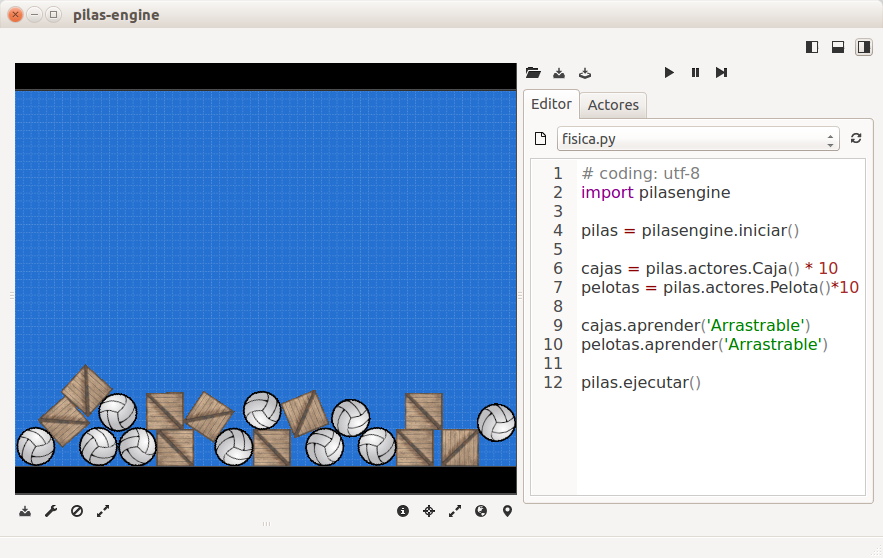 pilas-engine
Editor
Actores
fisica.py
1 # coding: utf-8
2 import pilasengine
3
4 pilas = pilasengine.iniciar()
5
6 cajas = pilas.actores.Caja() * 10
7 pelotas = pilas.actores.Pelota()*10
8
9 cajas.aprender('Arrastrable')
10 pelotas.aprender('Arrastrable')
11
12 pilas.ejecutar()